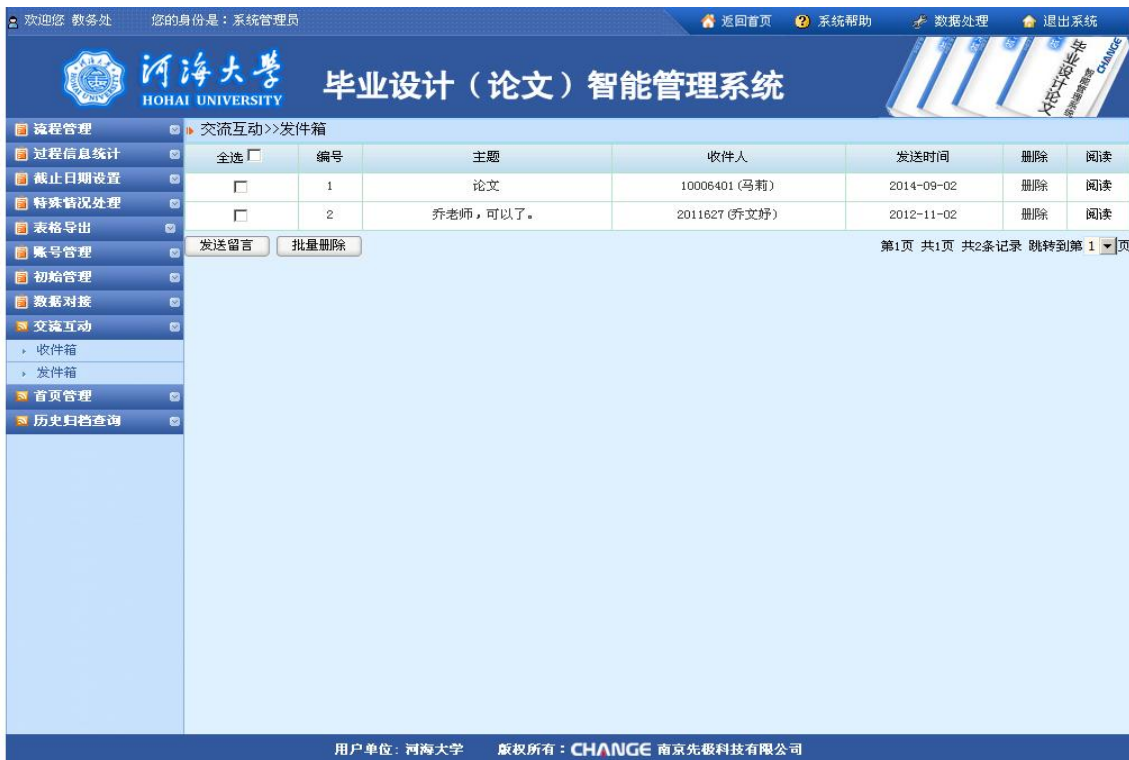 欢迎您 教务处 您的身份是：系统管理员 返回首页 系统帮助 数据处理 退出系统
河海大学
HOHAI UNIVERSITY
毕业设计（论文）智能管理系统
毕业设计论文
智能管理系统
CHANGE
流程管理
过程信息统计
截止日期设置
特殊情况处理
表格导出
账号管理
初始管理
数据对接
交流互动
收件箱
发件箱
首页管理
历史归档查询
交流互动>>发件箱
全选 编号 主题 收件人 发送时间 删除 阅读
1 论文 10006401(马莉) 2014-09-02 删除 阅读
2 乔老师，可以了。 2011627(乔文妤) 2012-11-02 删除 阅读
发送留言 批量删除 第1页 共1页 共2条记录 跳转到第 1 页
用户单位：河海大学 版权所有：CHANGE 南京先极科技有限公司